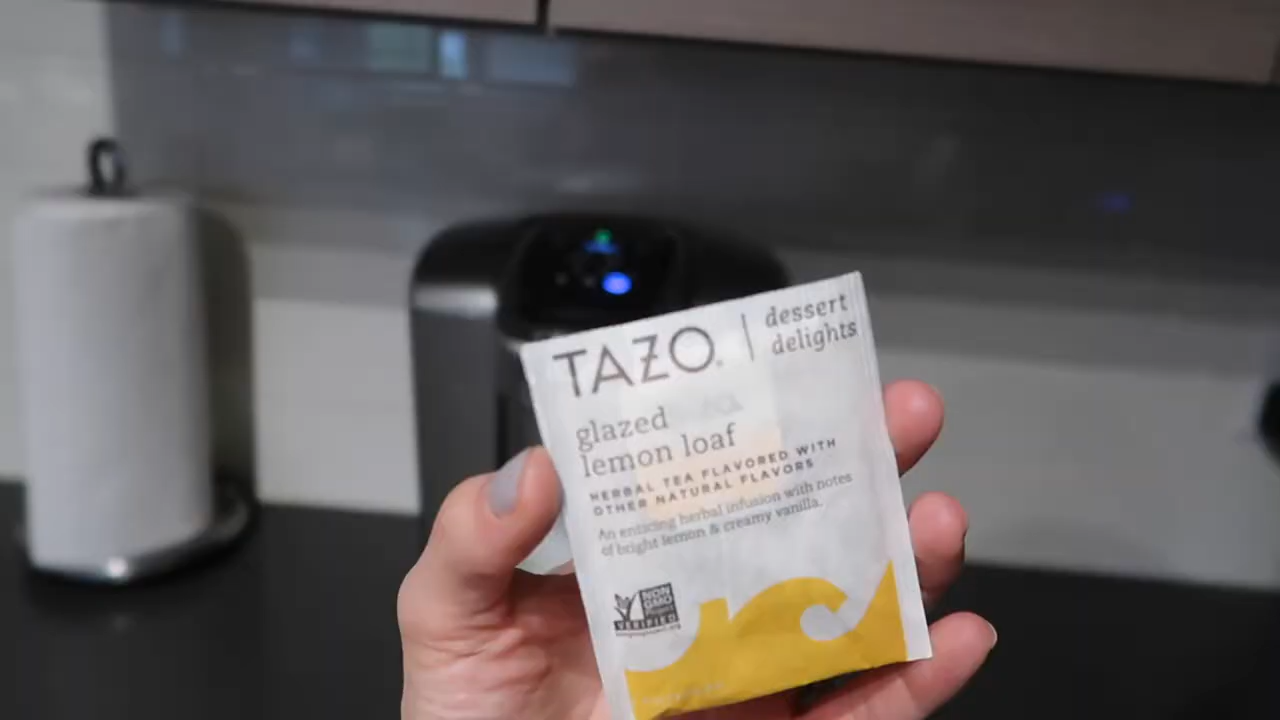 TAZO.
dessert
delights
glazed
lemon loaf
HERBAL TEA FLAVORED WITH
OTHER NATURAL FLAVORS
An enticing herbal infusion with notes
of bright lemon & creamy vanilla.
NON
GMO
Project
VERIFIED